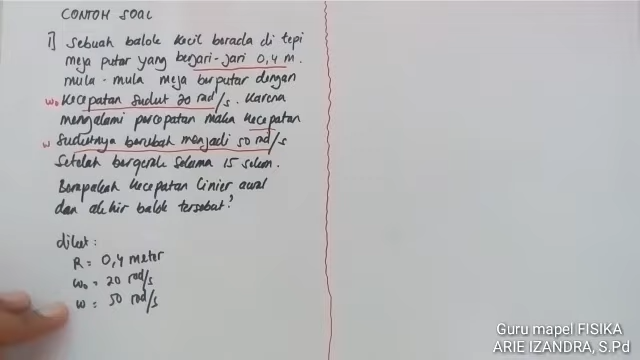 CONTOH SOAL
1] Sebuah balok kecil berada di tepi
meja putar yang berjari-jari 0,4 m.
mula-mula meja berputar dengan
ω₀ kecepatan sudut 20 rad/s. Karena
mengalami percepatan maka kecepatan
ω sudutnya berubah menjadi 50 rad/s
setelah bergerak selama 15 sekon.
Berapakah kecepatan linier awal
dan akhir balok tersebut?
diket:
R = 0,4 meter
ω₀ = 20 rad/s
ω = 50 rad/s
Guru mapel FISIKA
ARIE IZANDRA, S.Pd